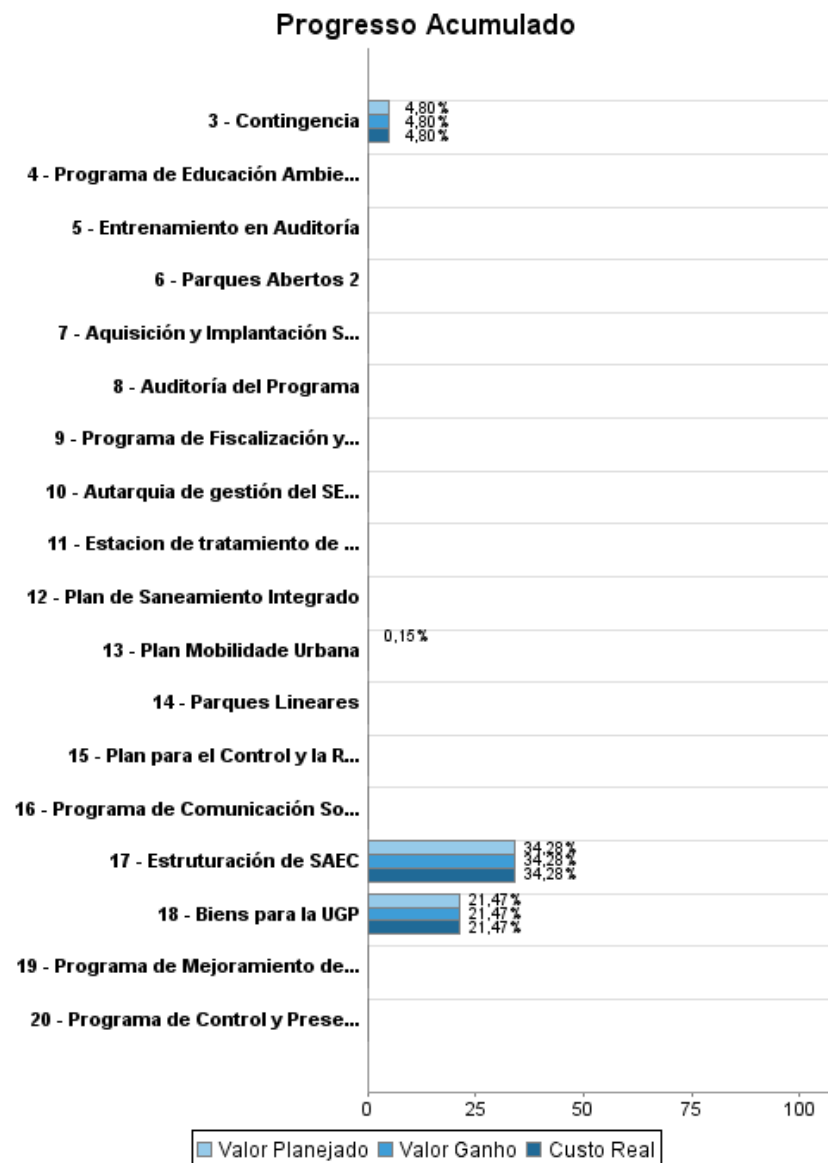 Progresso Acumulado
3 - Contingencia
4,80%
4,80%
4,80%
4 - Programa de Educación Ambie...
5 - Entrenamiento en Auditoría
6 - Parques Abertos 2
7 - Aquisición y Implantación S...
8 - Auditoría del Programa
9 - Programa de Fiscalización y...
10 - Autarquia de gestión del SE...
11 - Estacion de tratamiento de ...
12 - Plan de Saneamiento Integrado
13 - Plan Mobilidade Urbana
0,15%
14 - Parques Lineares
15 - Plan para el Control y la R...
16 - Programa de Comunicación So...
17 - Estruturación de SAEC
34,28%
34,28%
34,28%
18 - Biens para la UGP
21,47%
21,47%
21,47%
19 - Programa de Mejoramiento de...
20 - Programa de Control y Prese...
0 25 50 75 100
Valor Planejado Valor Ganho Custo Real